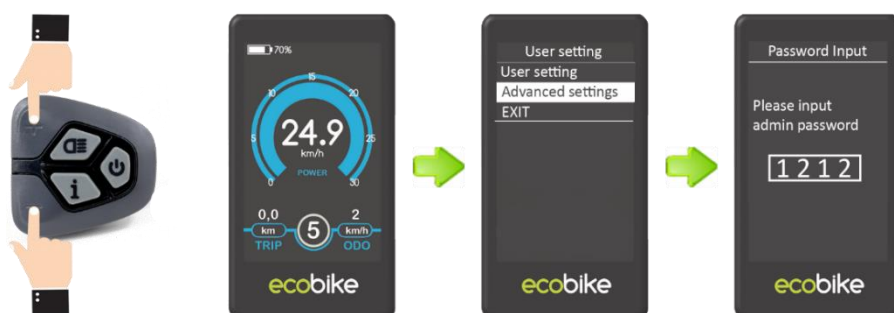 i
70%
15
10
20
5
25
24.9
km/h
POWER
0
30
0,0
2
km
5
km/h
TRIP
ODO
ecobike
User setting
User setting
Advanced settings
EXIT
ecobike
Password Input
Please input
admin password
1212
ecobike